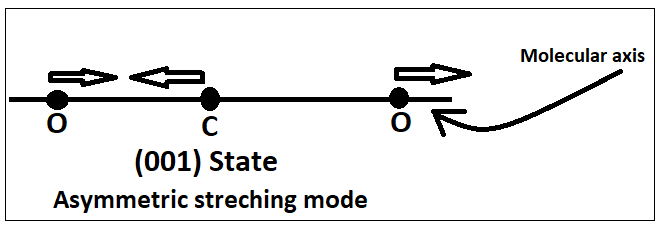 Molecular axis
O
C
O
(001) State
Asymmetric streching mode